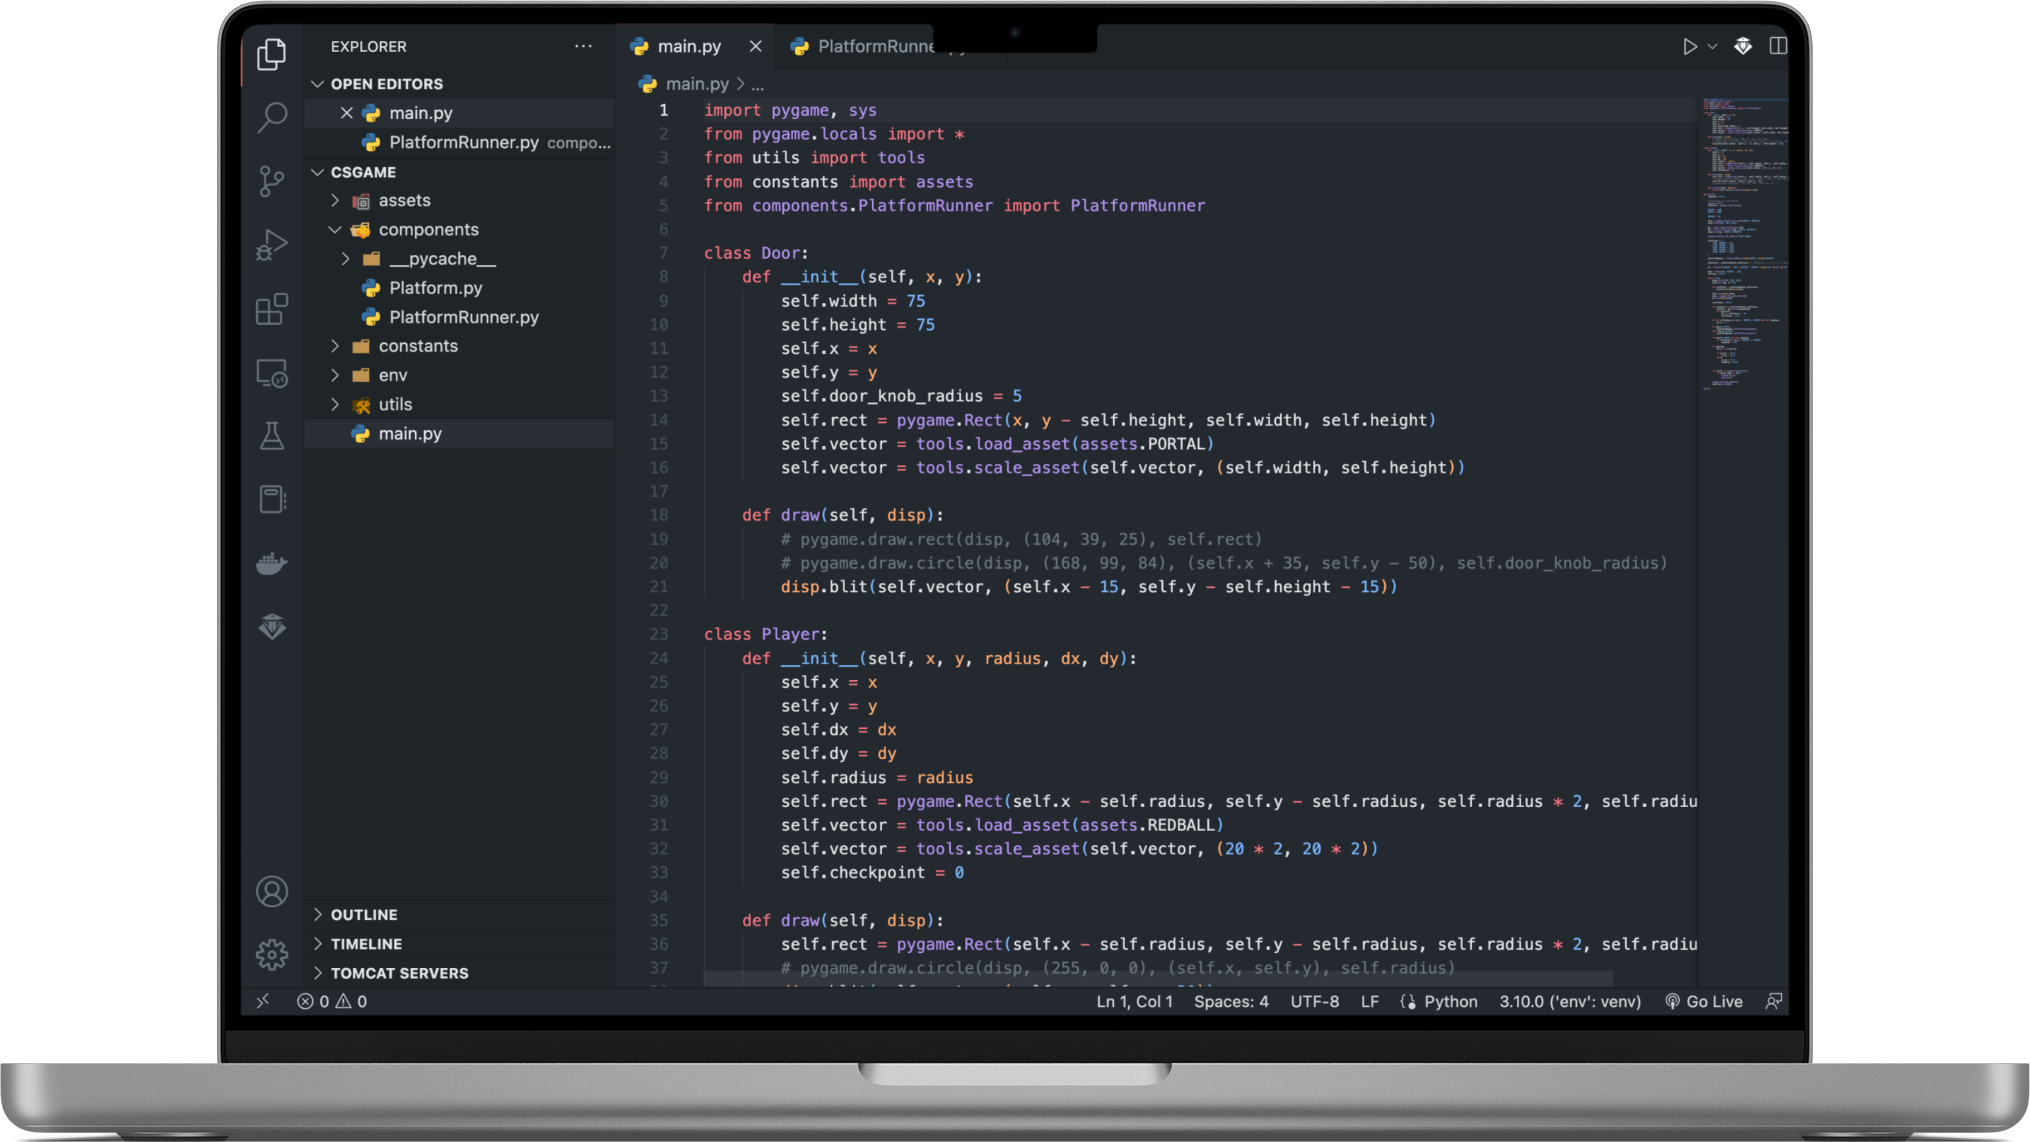 EXPLORER
OPEN EDITORS
main.py
PlatformRunner.py compo...
CSGAME
assets
components
__pycache__
Platform.py
PlatformRunner.py
constants
env
utils
main.py
OUTLINE
TIMELINE
TOMCAT SERVERS
main.py
main.py > ...
1 import pygame, sys
2 from pygame.locals import *
3 from utils import tools
4 from constants import assets
5 from components.PlatformRunner import PlatformRunner
6
7 class Door:
8 def __init__(self, x, y):
9 self.width = 75
10 self.height = 75
11 self.x = x
12 self.y = y
13 self.door_knob_radius = 5
14 self.rect = pygame.Rect(x, y - self.height, self.width, self.height)
15 self.vector = tools.load_asset(assets.PORTAL)
16 self.vector = tools.scale_asset(self.vector, (self.width, self.height))
17
18 def draw(self, disp):
19 # pygame.draw.rect(disp, (104, 39, 25), self.rect)
20 # pygame.draw.circle(disp, (168, 99, 84), (self.x + 35, self.y - 50), self.door_knob_radius)
21 disp.blit(self.vector, (self.x - 15, self.y - self.height - 15))
22
23 class Player:
24 def __init__(self, x, y, radius, dx, dy):
25 self.x = x
26 self.y = y
27 self.dx = dx
28 self.dy = dy
29 self.radius = radius
30 self.rect = pygame.Rect(self.x - self.radius, self.y - self.radius, self.radius * 2, self.radiu
31 self.vector = tools.load_asset(assets.REDBALL)
32 self.vector = tools.scale_asset(self.vector, (20 * 2, 20 * 2))
33 self.checkpoint = 0
34
35 def draw(self, disp):
36 self.rect = pygame.Rect(self.x - self.radius, self.y - self.radius, self.radius * 2, self.radiu
37 # pygame.draw.circle(disp, (255, 0, 0), (self.x, self.y), self.radius)
0 0 Ln 1, Col 1 Spaces: 4 UTF-8 LF Python 3.10.0 ('env': venv) Go Live